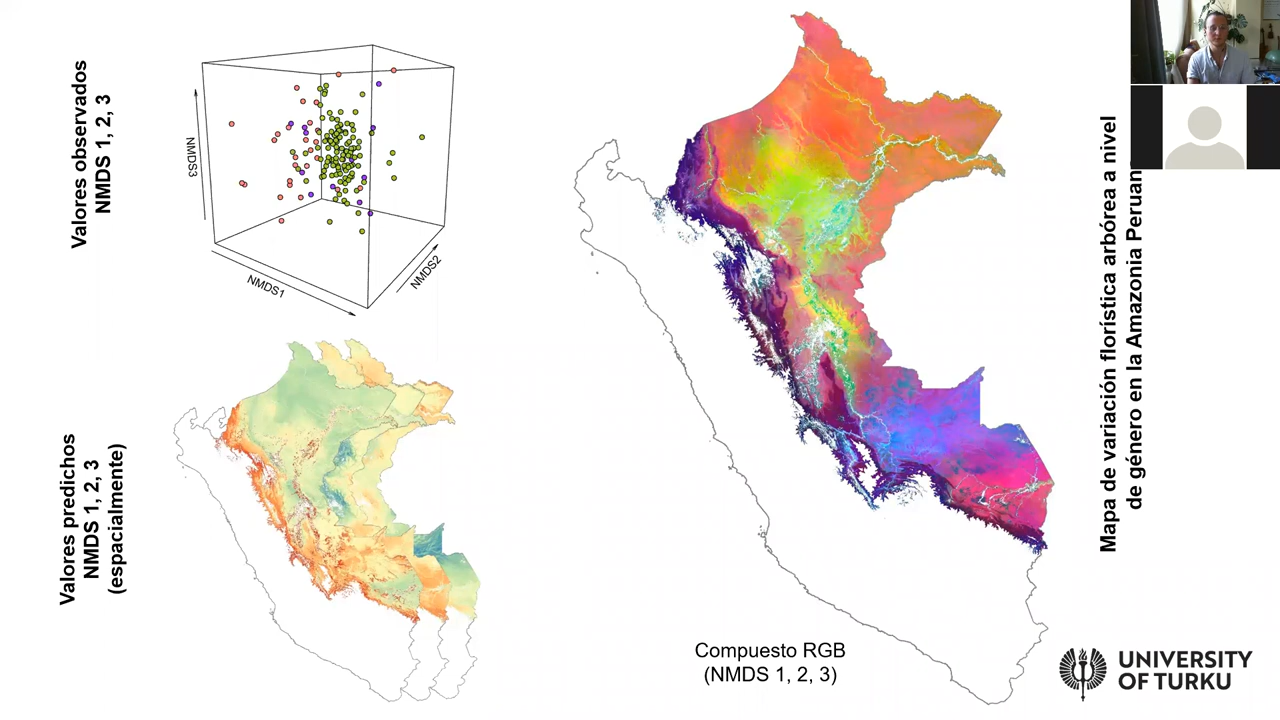 Valores observados
NMDS 1, 2, 3
NMDS3
NMDS1
NMDS2
Valores predichos
NMDS 1, 2, 3
(espacialmente)
Compuesto RGB
(NMDS 1, 2, 3)
Mapa de variación florística arbórea a nivel
de género en la Amazonia
UNIVERSITY
OF TURKU